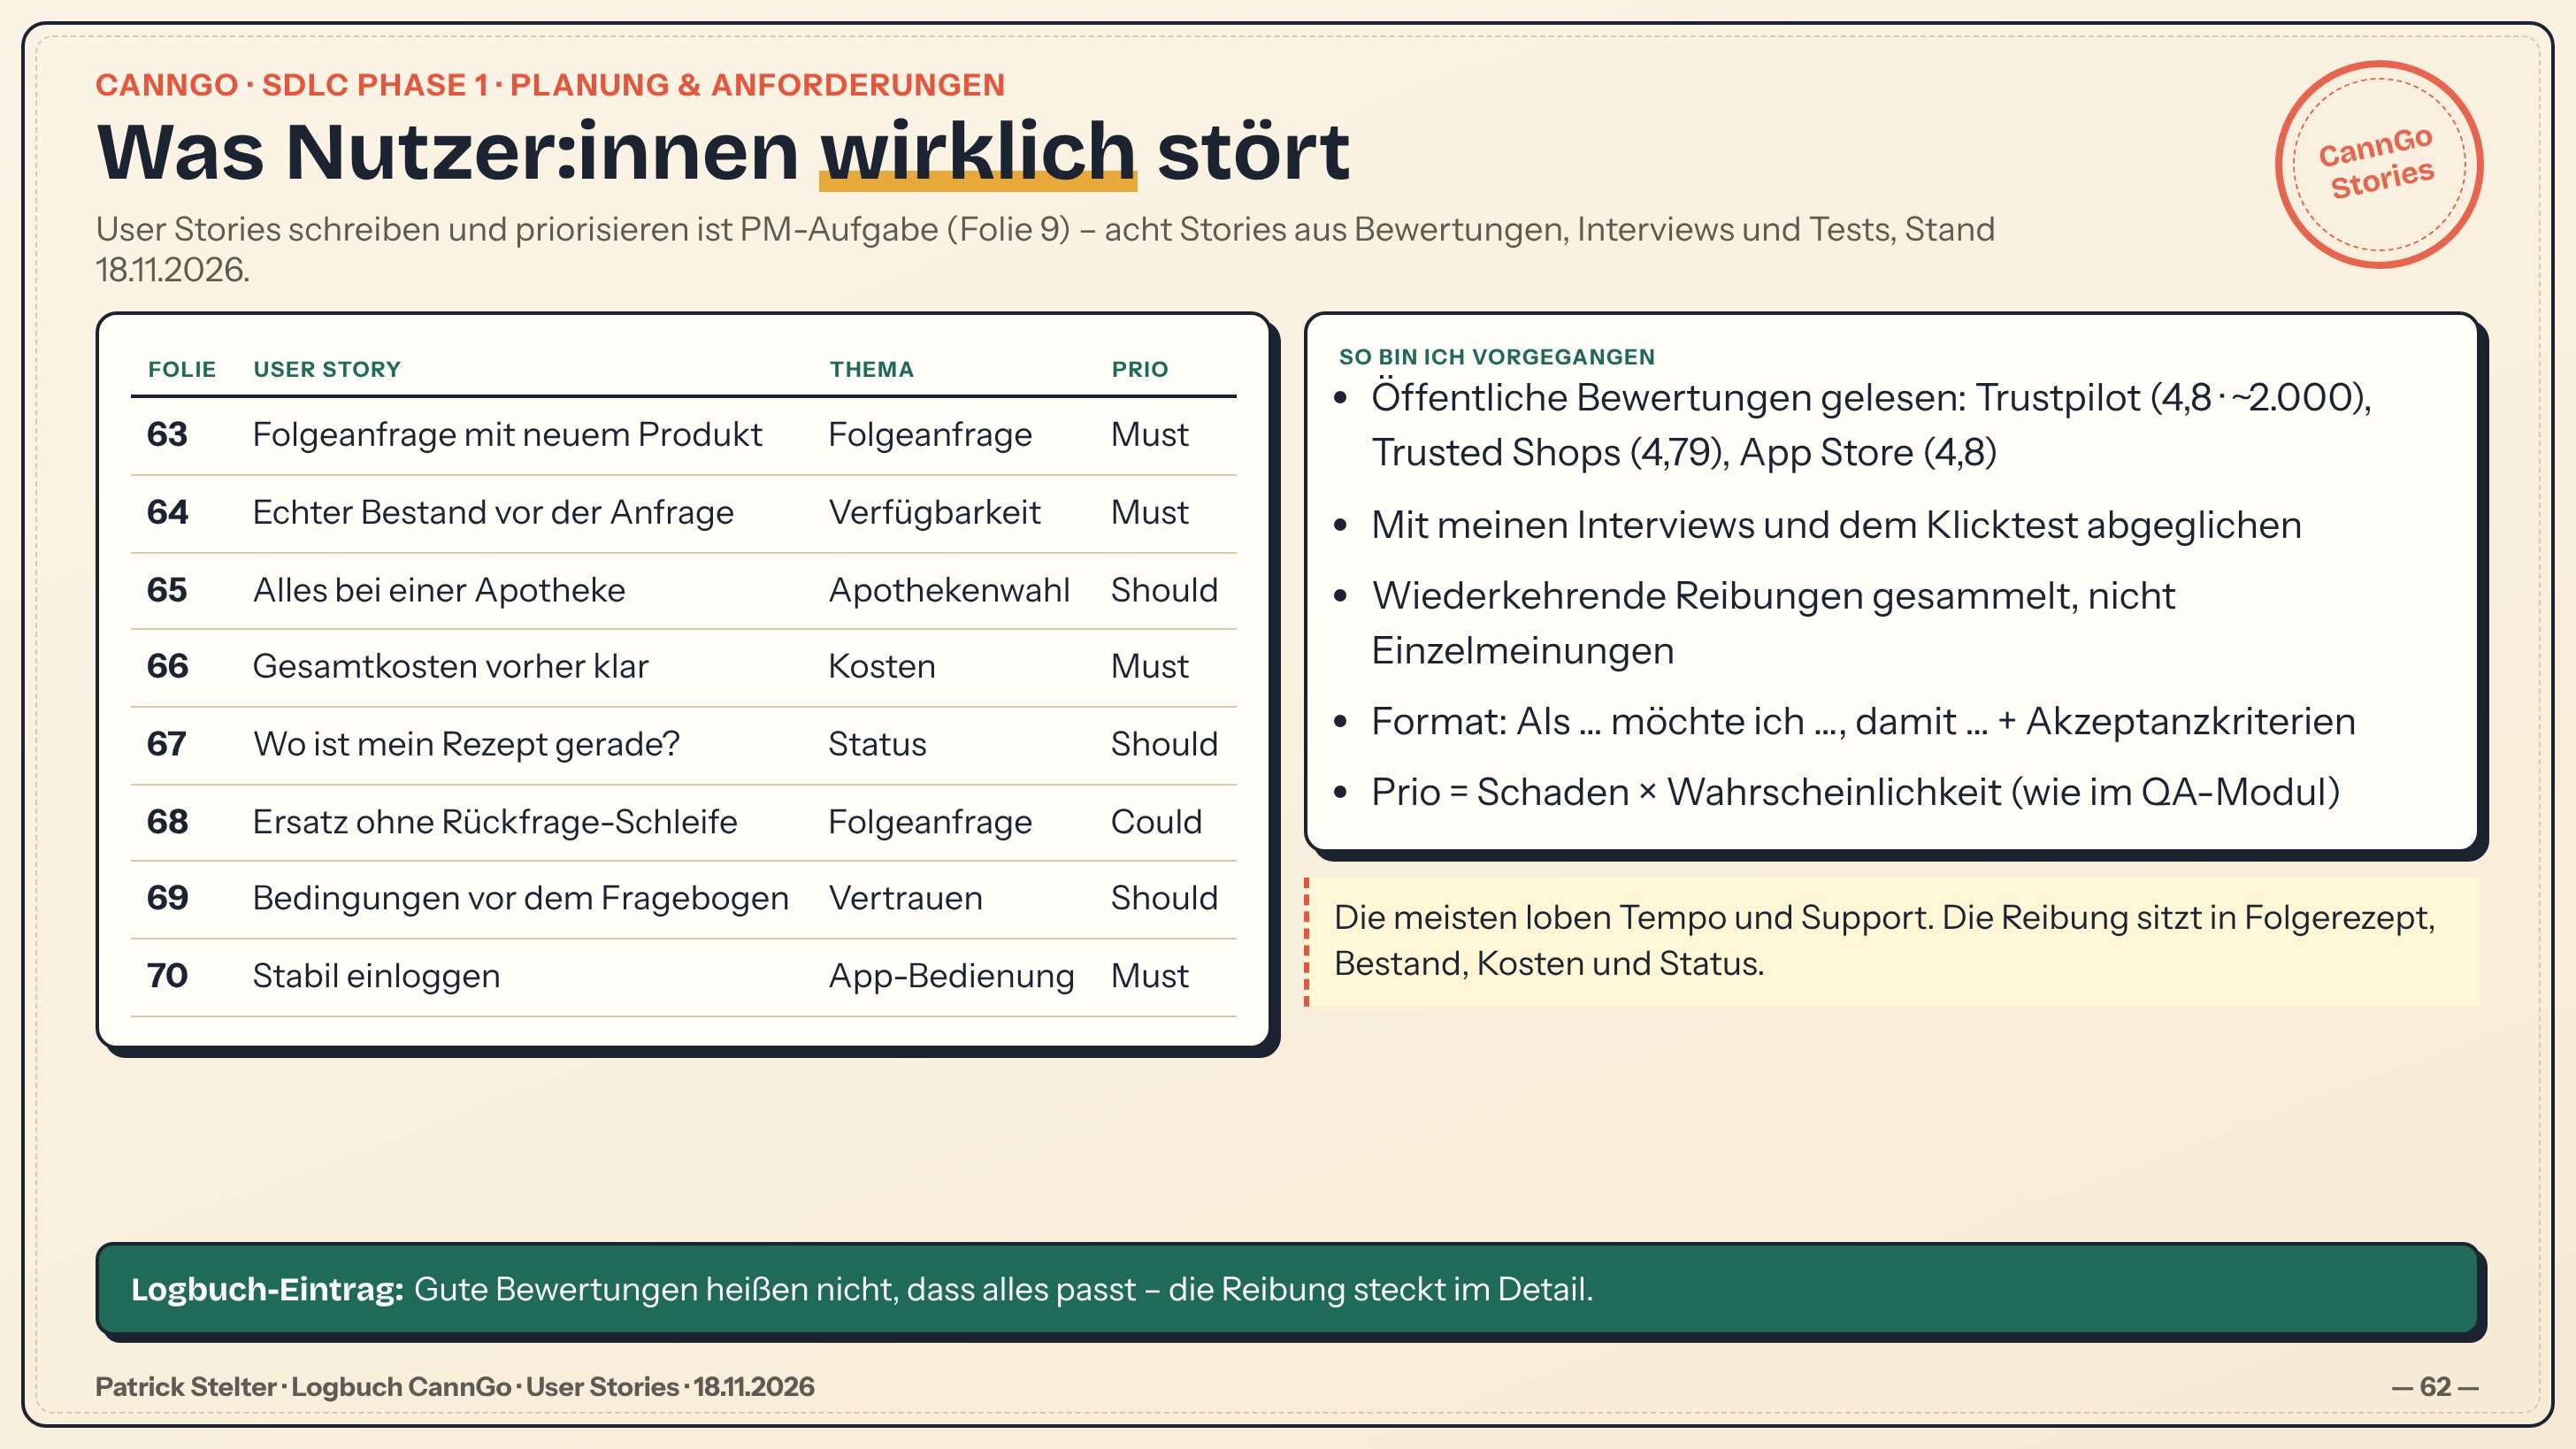 CANNGO · SDLC PHASE 1 · PLANUNG & ANFORDERUNGEN
Was Nutzer:innen wirklich stört
User Stories schreiben und priorisieren ist PM-Aufgabe (Folie 9) – acht Stories aus Bewertungen, Interviews und Tests, Stand
18.11.2026.
CannGo
Stories
FOLIE USER STORY THEMA PRIO
63 Folgeanfrage mit neuem Produkt Folgeanfrage Must
64 Echter Bestand vor der Anfrage Verfügbarkeit Must
65 Alles bei einer Apotheke Apothekenwahl Should
66 Gesamtkosten vorher klar Kosten Must
67 Wo ist mein Rezept gerade? Status Should
68 Ersatz ohne Rückfrage-Schleife Folgeanfrage Could
69 Bedingungen vor dem Fragebogen Vertrauen Should
70 Stabil einloggen App-Bedienung Must
SO BIN ICH VORGEGANGEN
• Öffentliche Bewertungen gelesen: Trustpilot (4,8 · ~2.000),
Trusted Shops (4,79), App Store (4,8)
• Mit meinen Interviews und dem Klicktest abgeglichen
• Wiederkehrende Reibungen gesammelt, nicht
Einzelmeinungen
• Format: Als … möchte ich …, damit … + Akzeptanzkriterien
• Prio = Schaden × Wahrscheinlichkeit (wie im QA-Modul)
Die meisten loben Tempo und Support. Die Reibung sitzt in Folgerezept,
Bestand, Kosten und Status.
Logbuch-Eintrag: Gute Bewertungen heißen nicht, dass alles passt – die Reibung steckt im Detail.
Patrick Stelter · Logbuch CannGo · User Stories · 18.11.2026
— 62 —